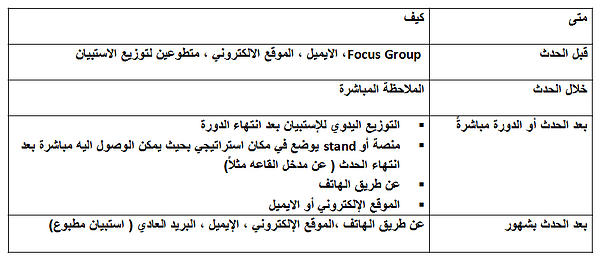 متى
كيف
قبل الحدث
Focus Group، الايميل ، الموقع الالكتروني ، متطوعين لتوزيع الاستبيان
خلال الحدث
الملاحظة المباشرة
بعد الحدث أو الدورة مباشرةً
▪ التوزيع اليدوي للإستبيان بعد انتهاء الدورة
▪ منصة أو stand يوضع في مكان استراتيجي بحيث يمكن الوصول اليه مباشرة بعد
انتهاء الحدث ( عن مدخل القاعه مثلاً)
▪ عن طريق الهاتف
▪ الموقع الإلكتروني أو الايميل
بعد الحدث بشهور
عن طريق الهاتف ،الموقع الإلكتروني ، الإيميل ، البريد العادي ( استبيان مطبوع)